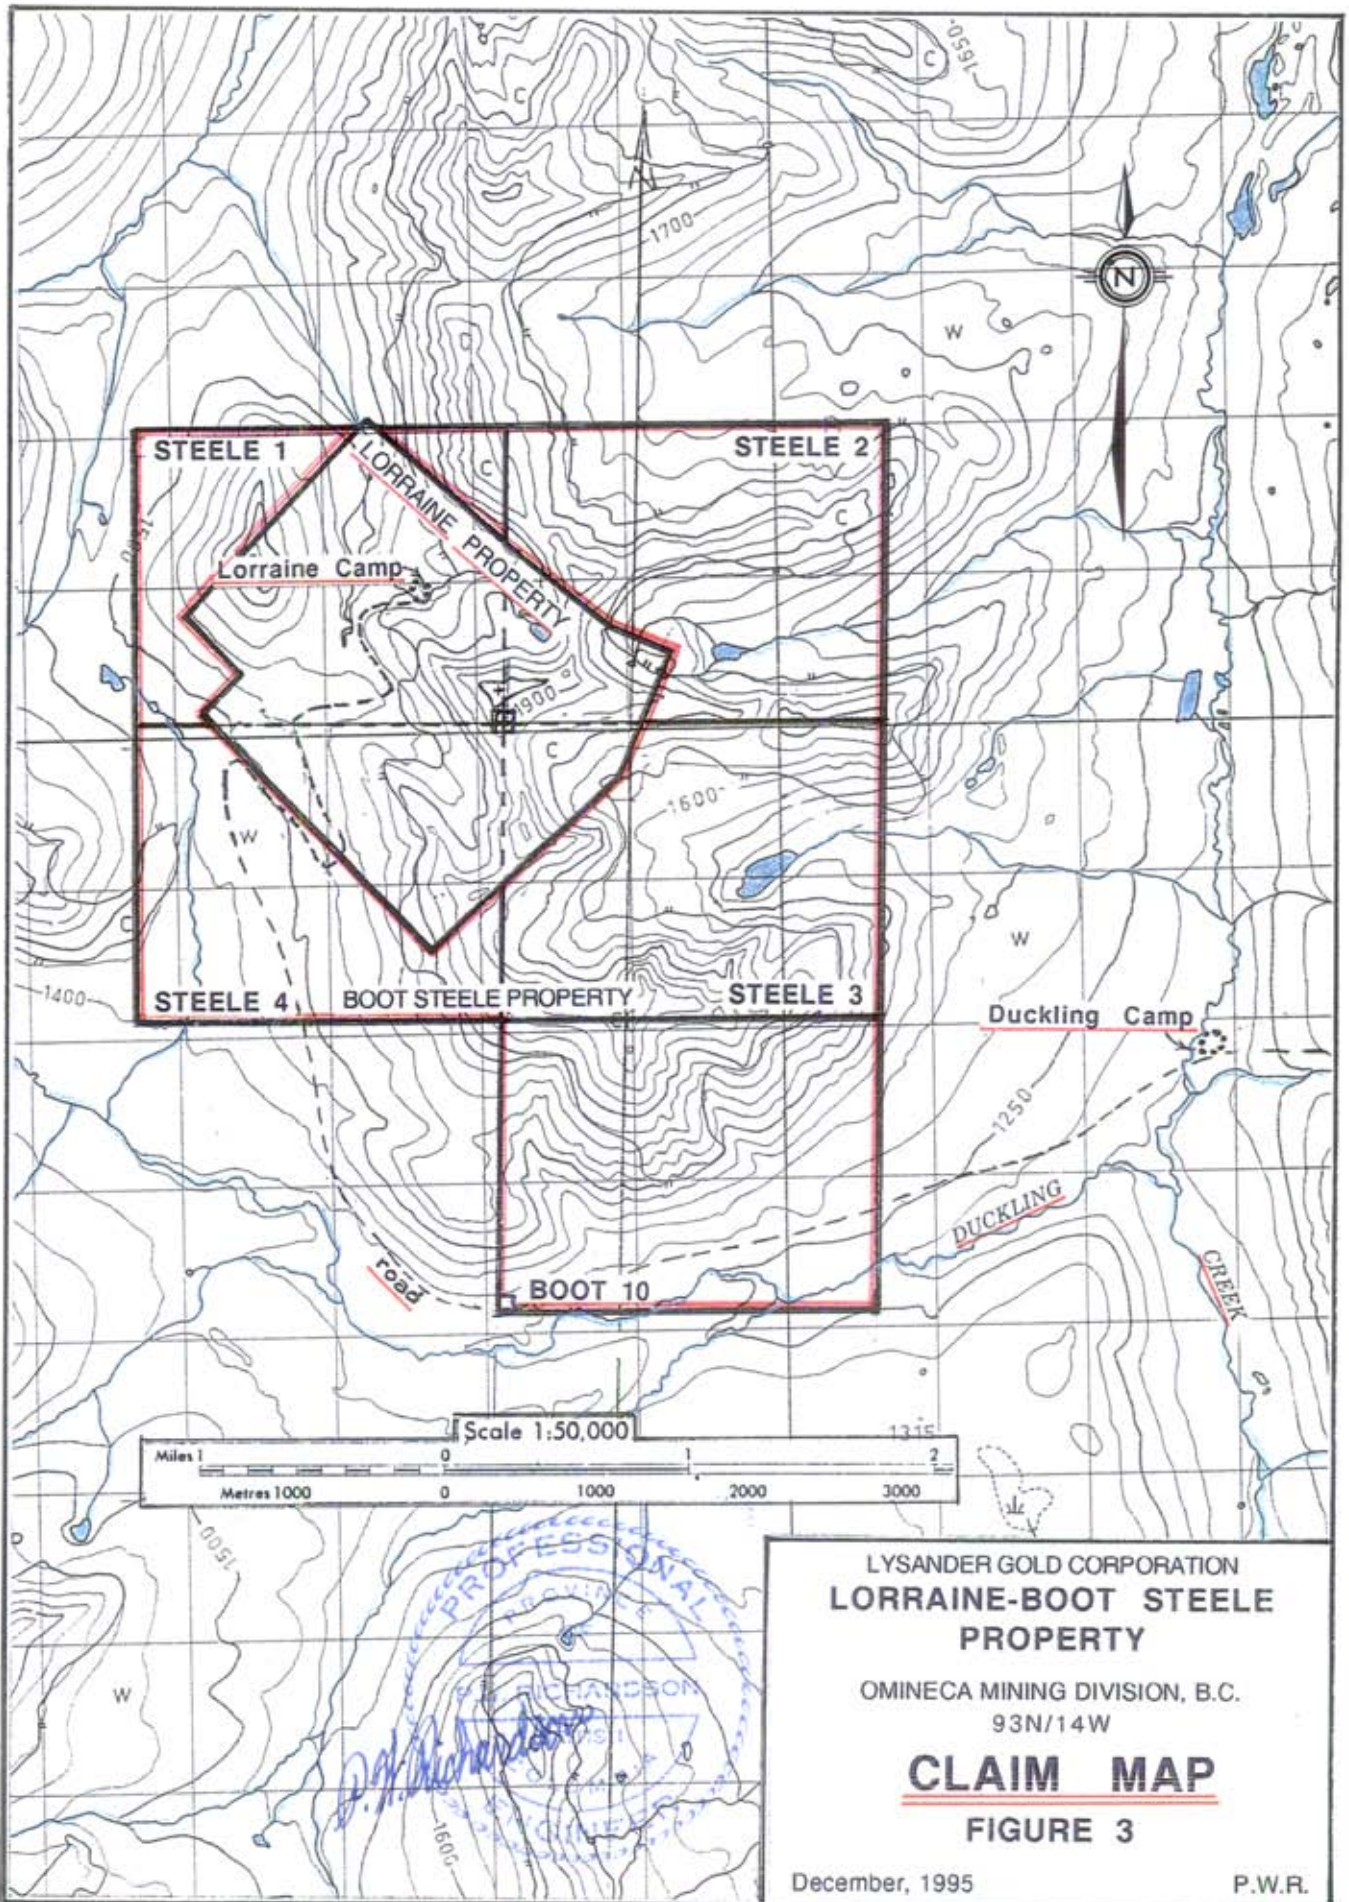 1650
1700
STEELE 1
STEELE 2
LORRAINE PROPERTY
C
W
N
C
C
Lorraine Camp
1900
C
1600
W
W
1400
STEELE 4
BOOT STEELE PROPERTY
STEELE 3
Duckling Camp
1250
DUCKLING
CREEK
road
BOOT 10
Scale 1:50,000
1315
Miles 1 0 1 2
Metres 1000 0 1000 2000 3000
1500
W
1600
PROFESSIONAL
PROVINCE
RICHARDSON
ENGINEER
P.W. Richardson
LYSANDER GOLD CORPORATION
LORRAINE-BOOT STEELE
PROPERTY
OMINECA MINING DIVISION, B.C.
93N/14W
CLAIM MAP
FIGURE 3
December, 1995 P.W.R.